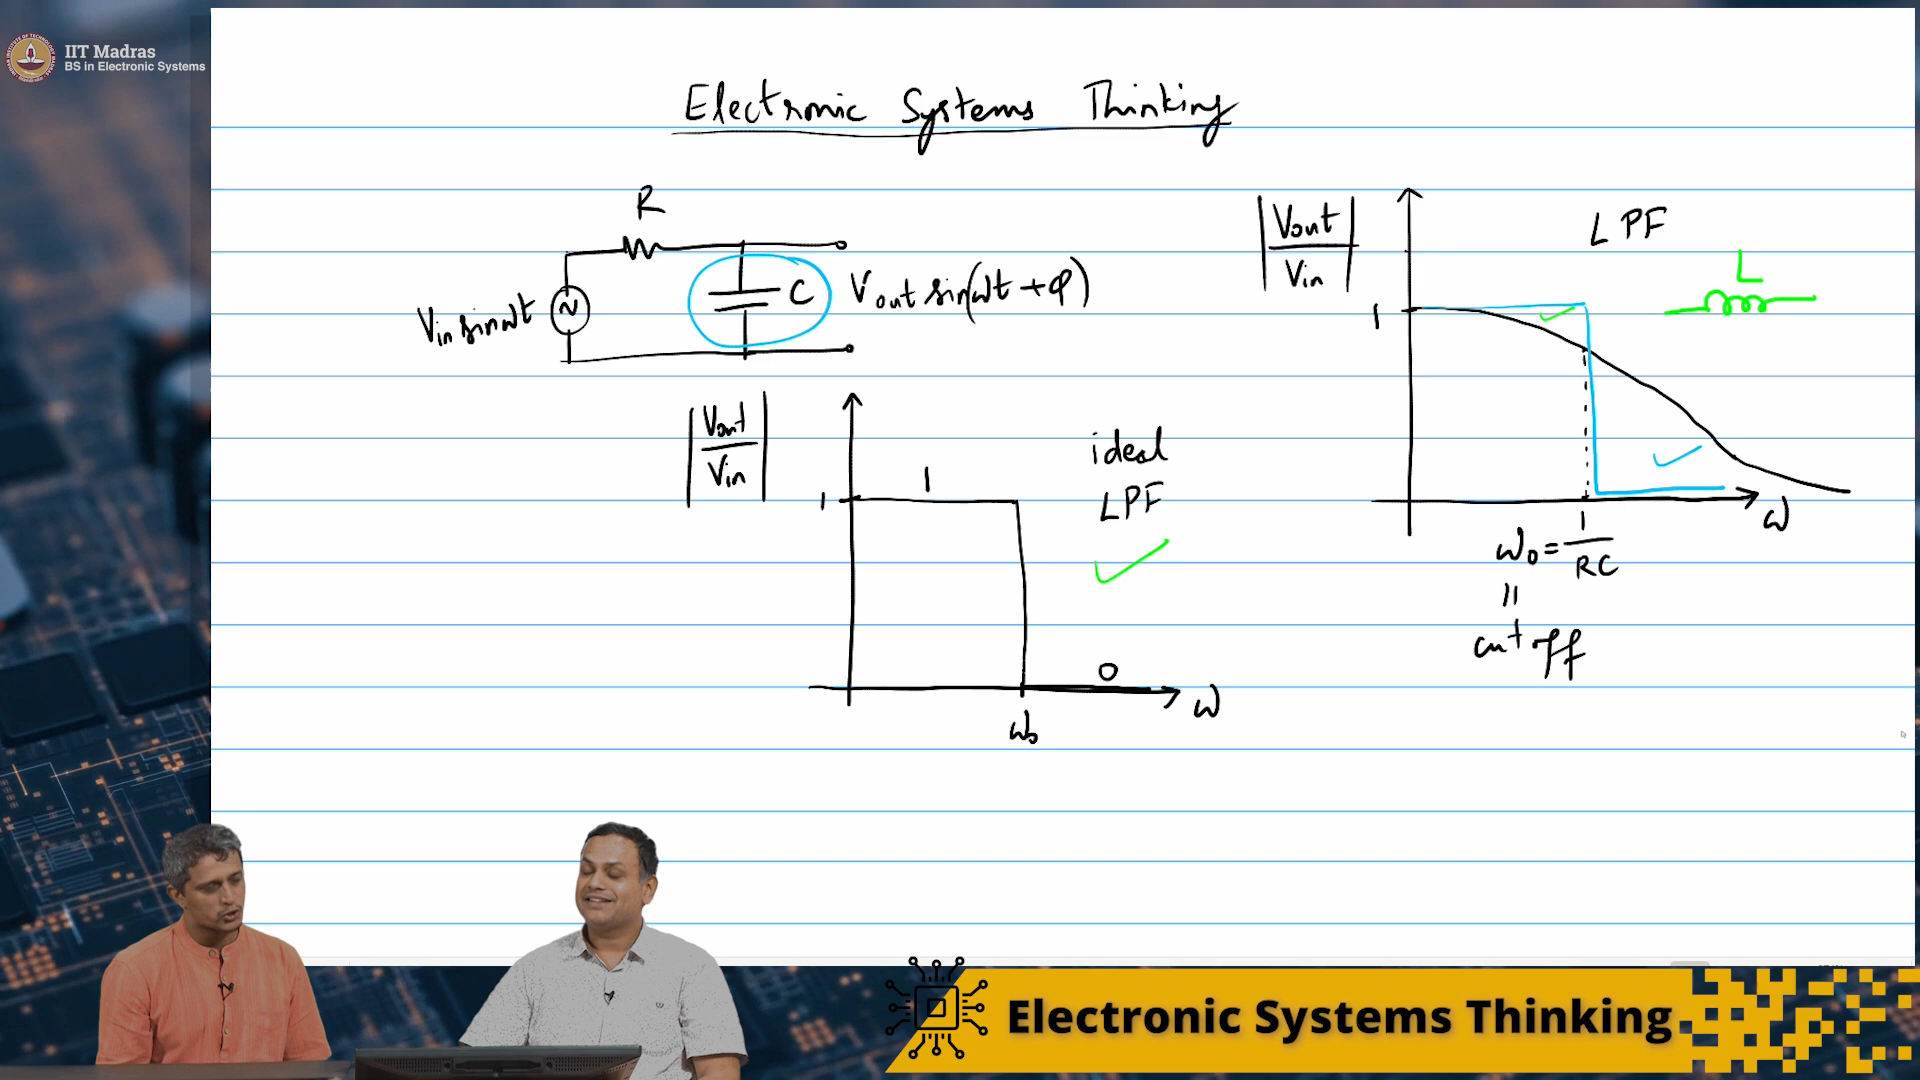 IIT Madras
BS in Electronic Systems
Electronic Systems Thinking
R
C
Vin sinωt
Vout sin(ωt + φ)
|Vout / Vin|
1
1
ideal
LPF
0
ω
ω0
|Vout / Vin|
LPF
L
1
ω
ω0 = 1 / RC
=
cut off
Electronic Systems Thinking